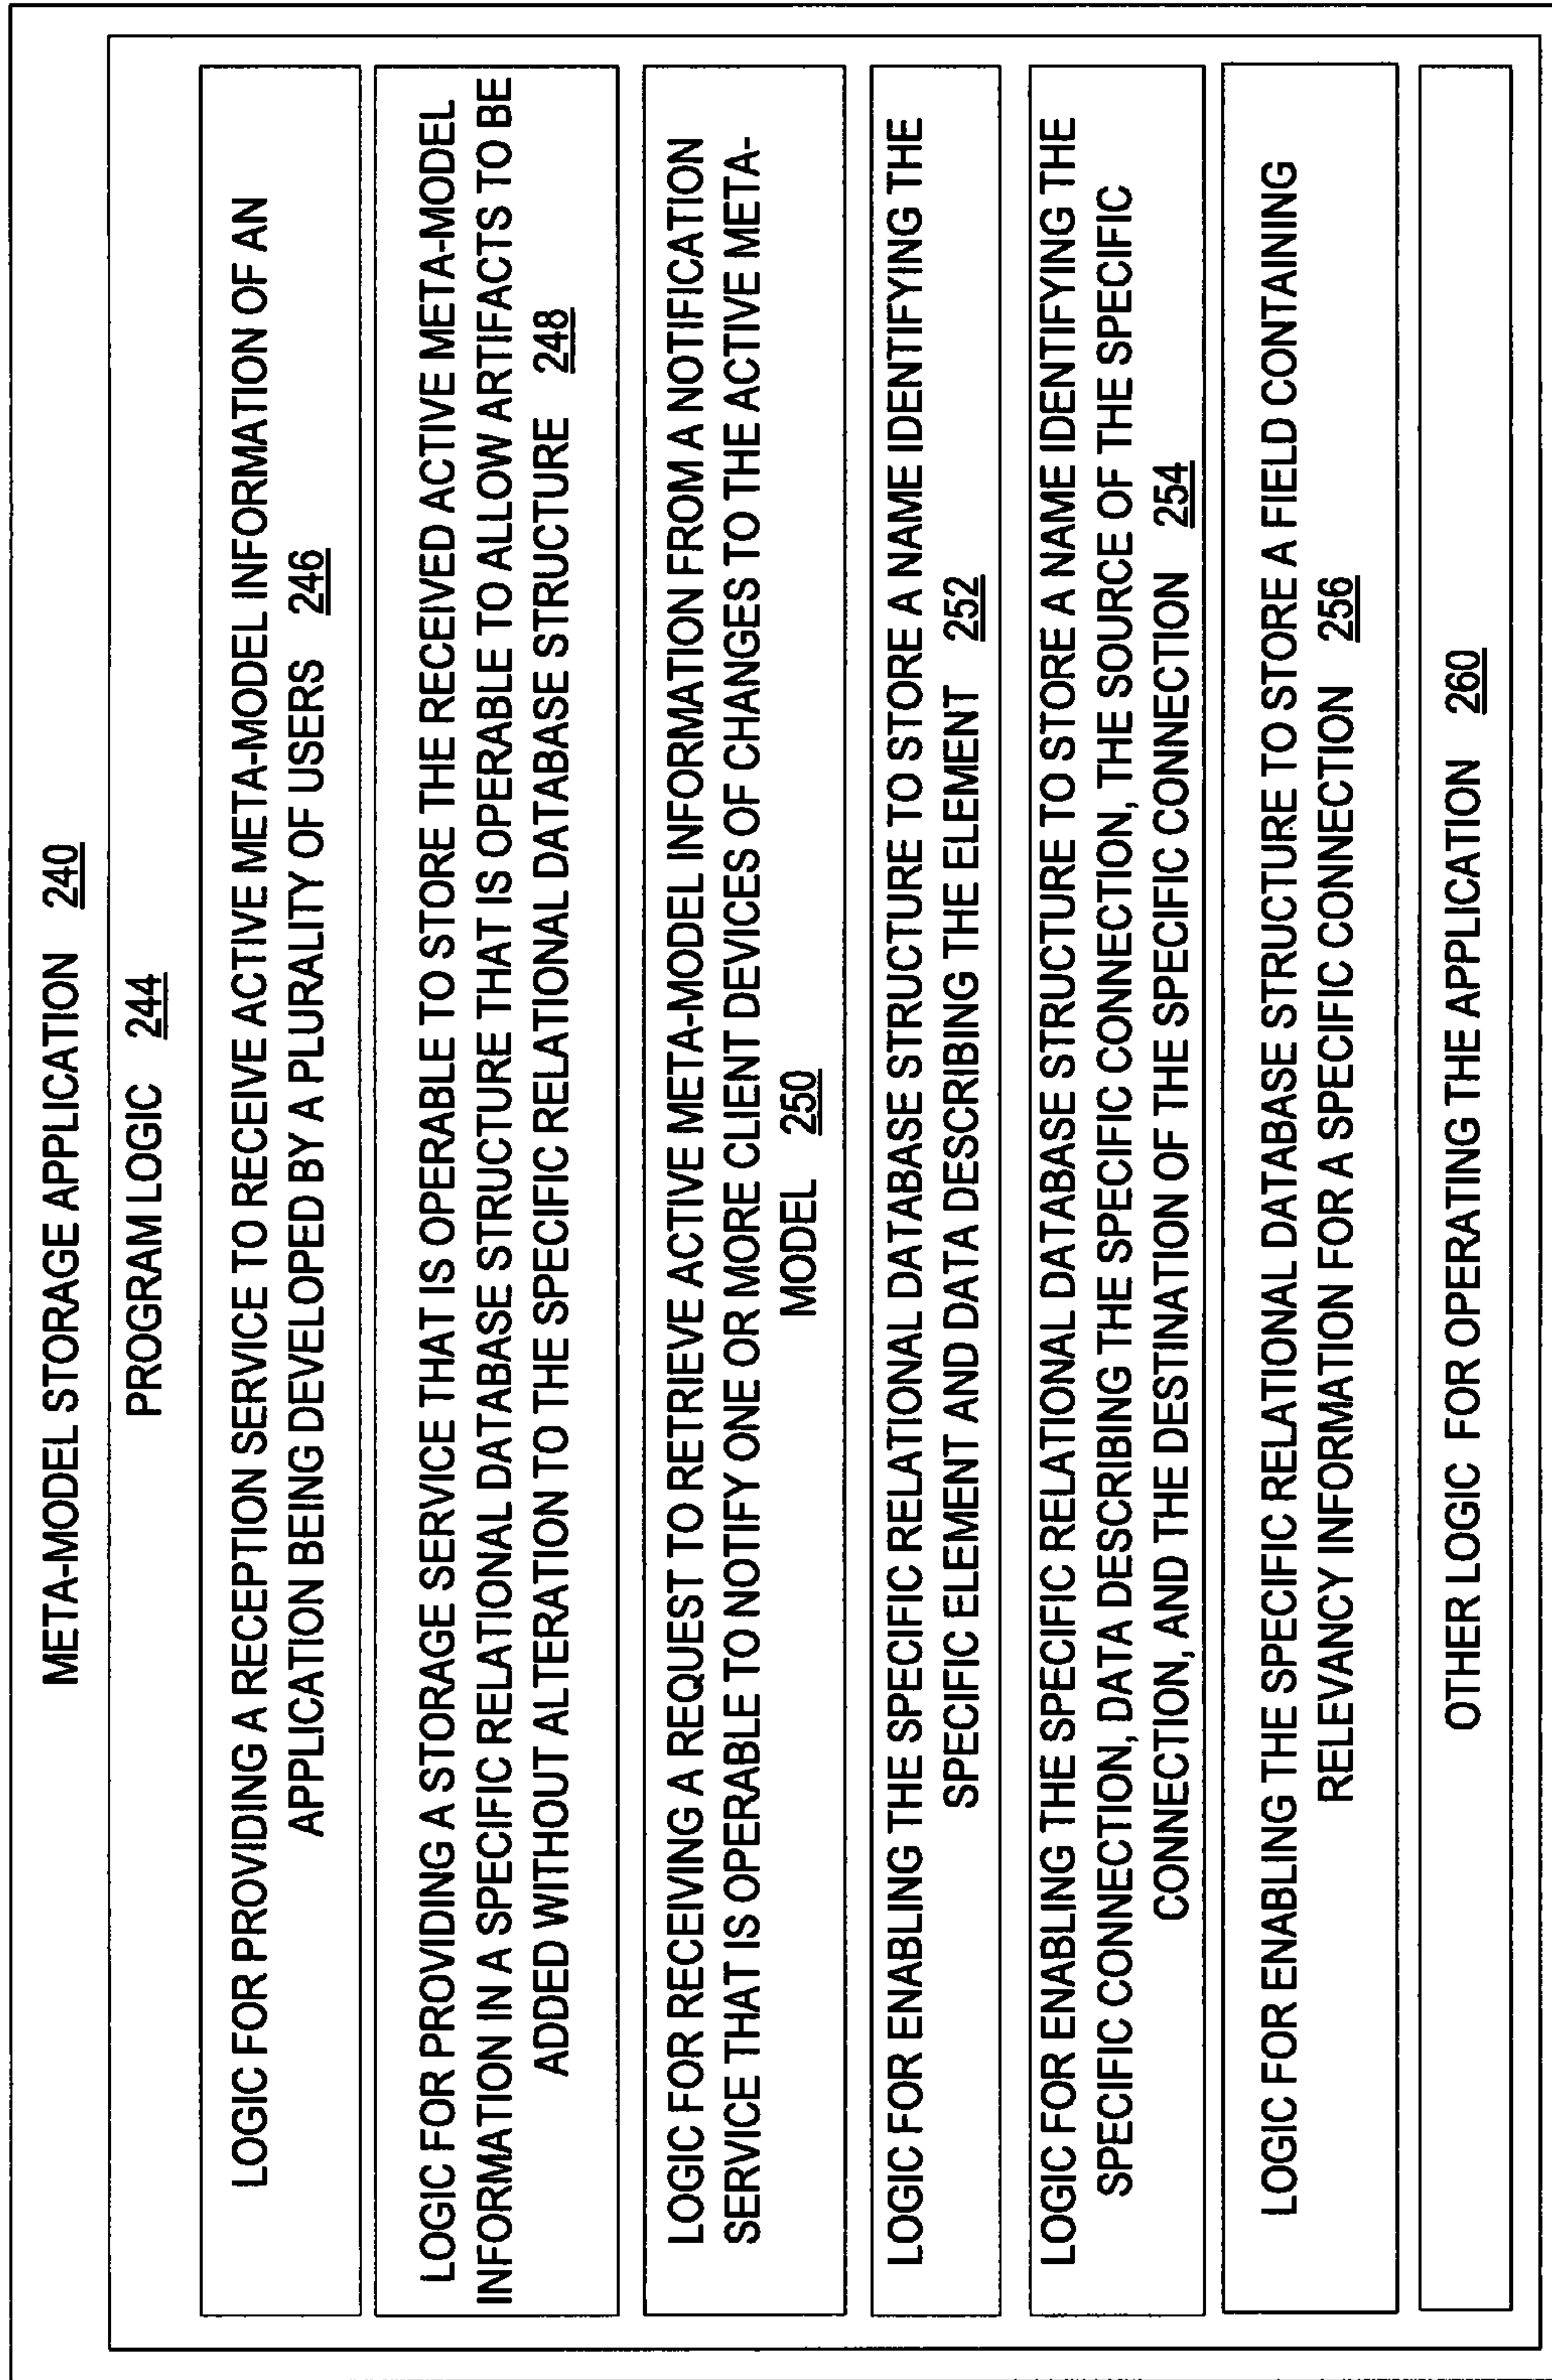 META-MODEL STORAGE APPLICATION 240
PROGRAM LOGIC 244
LOGIC FOR PROVIDING A RECEPTION SERVICE TO RECEIVE ACTIVE META-MODEL INFORMATION OF AN
APPLICATION BEING DEVELOPED BY A PLURALITY OF USERS 246
LOGIC FOR PROVIDING A STORAGE SERVICE THAT IS OPERABLE TO STORE THE RECEIVED ACTIVE META-MODEL
INFORMATION IN A SPECIFIC RELATIONAL DATABASE STRUCTURE THAT IS OPERABLE TO ALLOW ARTIFACTS TO BE
ADDED WITHOUT ALTERATION TO THE SPECIFIC RELATIONAL DATABASE STRUCTURE 248
LOGIC FOR RECEIVING A REQUEST TO RETRIEVE ACTIVE META-MODEL INFORMATION FROM A NOTIFICATION
SERVICE THAT IS OPERABLE TO NOTIFY ONE OR MORE CLIENT DEVICES OF CHANGES TO THE ACTIVE META-
MODEL 250
LOGIC FOR ENABLING THE SPECIFIC RELATIONAL DATABASE STRUCTURE TO STORE A NAME IDENTIFYING THE
SPECIFIC ELEMENT AND DATA DESCRIBING THE ELEMENT 252
LOGIC FOR ENABLING THE SPECIFIC RELATIONAL DATABASE STRUCTURE TO STORE A NAME IDENTIFYING THE
SPECIFIC CONNECTION, DATA DESCRIBING THE SPECIFIC CONNECTION, THE SOURCE OF THE SPECIFIC
CONNECTION, AND THE DESTINATION OF THE SPECIFIC CONNECTION 254
LOGIC FOR ENABLING THE SPECIFIC RELATIONAL DATABASE STRUCTURE TO STORE A FIELD CONTAINING
RELEVANCY INFORMATION FOR A SPECIFIC CONNECTION 256
OTHER LOGIC FOR OPERATING THE APPLICATION 260